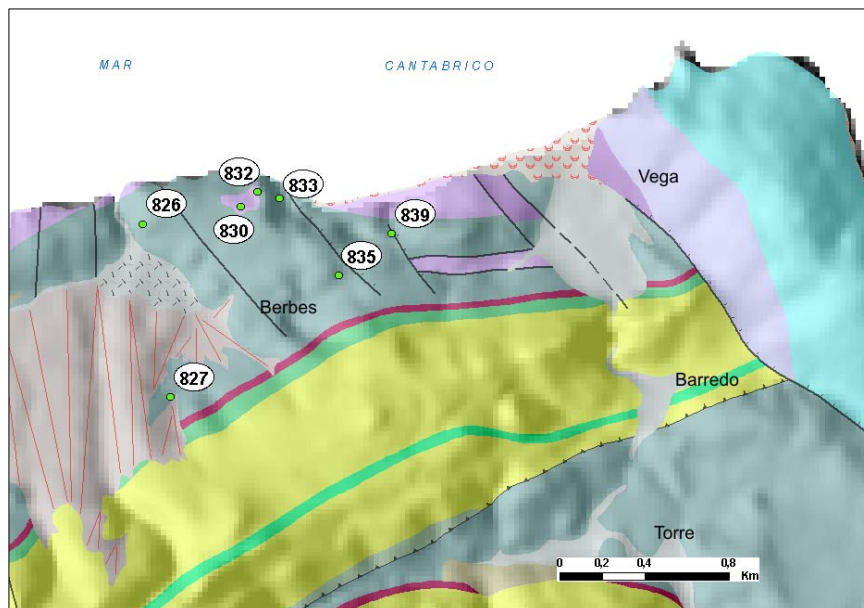 MAR CANTABRICO
832
833
Vega
826
839
830
835
Berbes
827
Barredo
Torre
0 0,2 0,4 0,8
Km